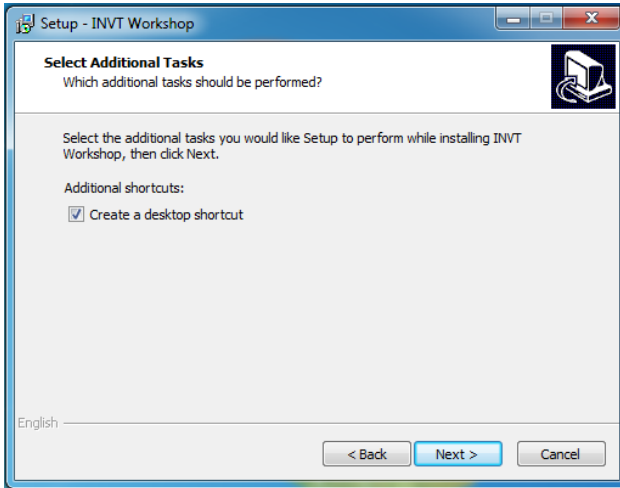 Setup - INVT Workshop
Select Additional Tasks
Which additional tasks should be performed?
Select the additional tasks you would like Setup to perform while installing INVT
Workshop, then click Next.
Additional shortcuts:
Create a desktop shortcut
English
< Back
Next >
Cancel